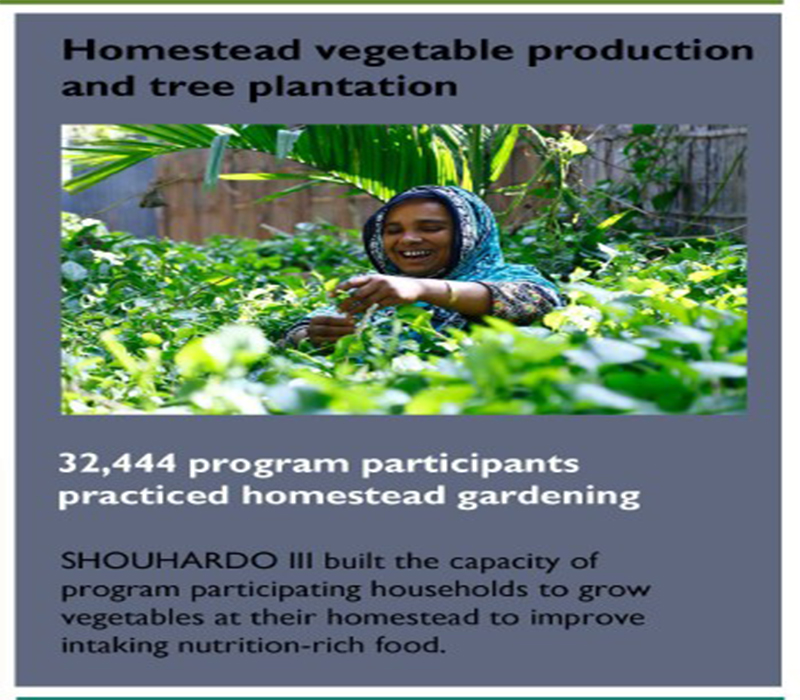 Homestead vegetable production
and tree plantation
32,444 program participants
practiced homestead gardening
SHOUHARDO III built the capacity of
program participating households to grow
vegetables at their homestead to improve
intaking nutrition-rich food.